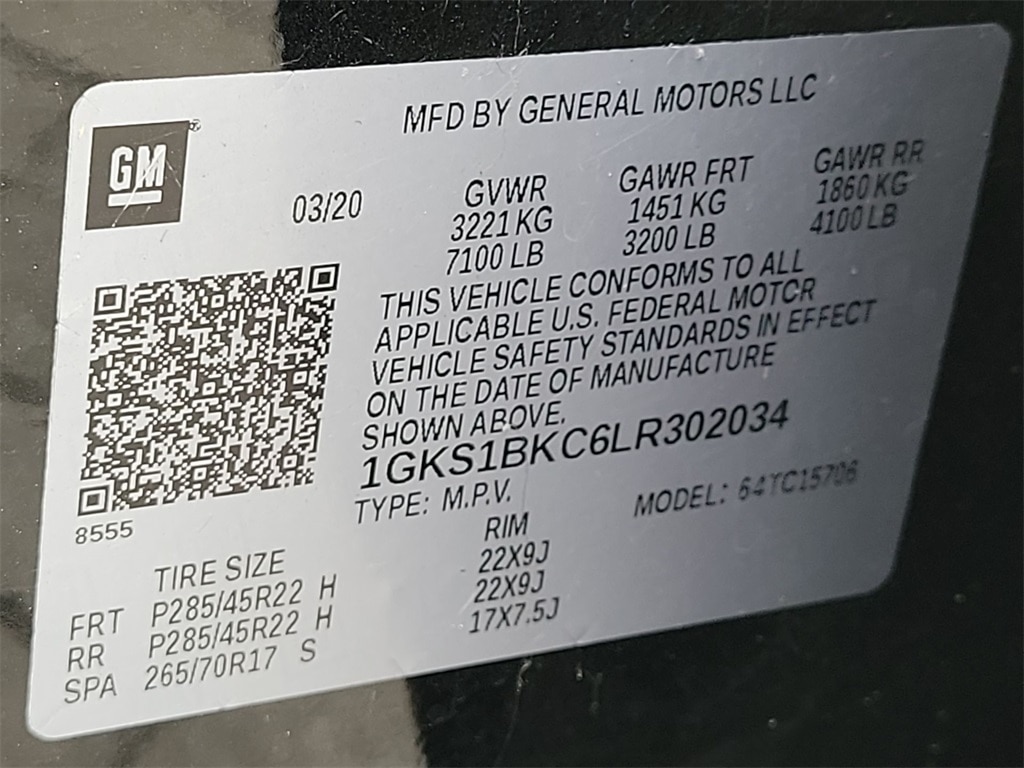 MFD BY GENERAL MOTORS LLC
GM
03/20
GVWR GAWR FRT GAWR RR
3221 KG 1451 KG 1860 KG
7100 LB 3200 LB 4100 LB
THIS VEHICLE CONFORMS TO ALL
APPLICABLE U.S. FEDERAL MOTOR
VEHICLE SAFETY STANDARDS IN EFFECT
ON THE DATE OF MANUFACTURE
SHOWN ABOVE.
1GKS1BKC6LR302034
TYPE: M.P.V. MODEL: 64TC15706
8555
TIRE SIZE RIM
FRT P285/45R22 H 22X9J
RR P285/45R22 H 22X9J
SPA 265/70R17 S 17X7.5J